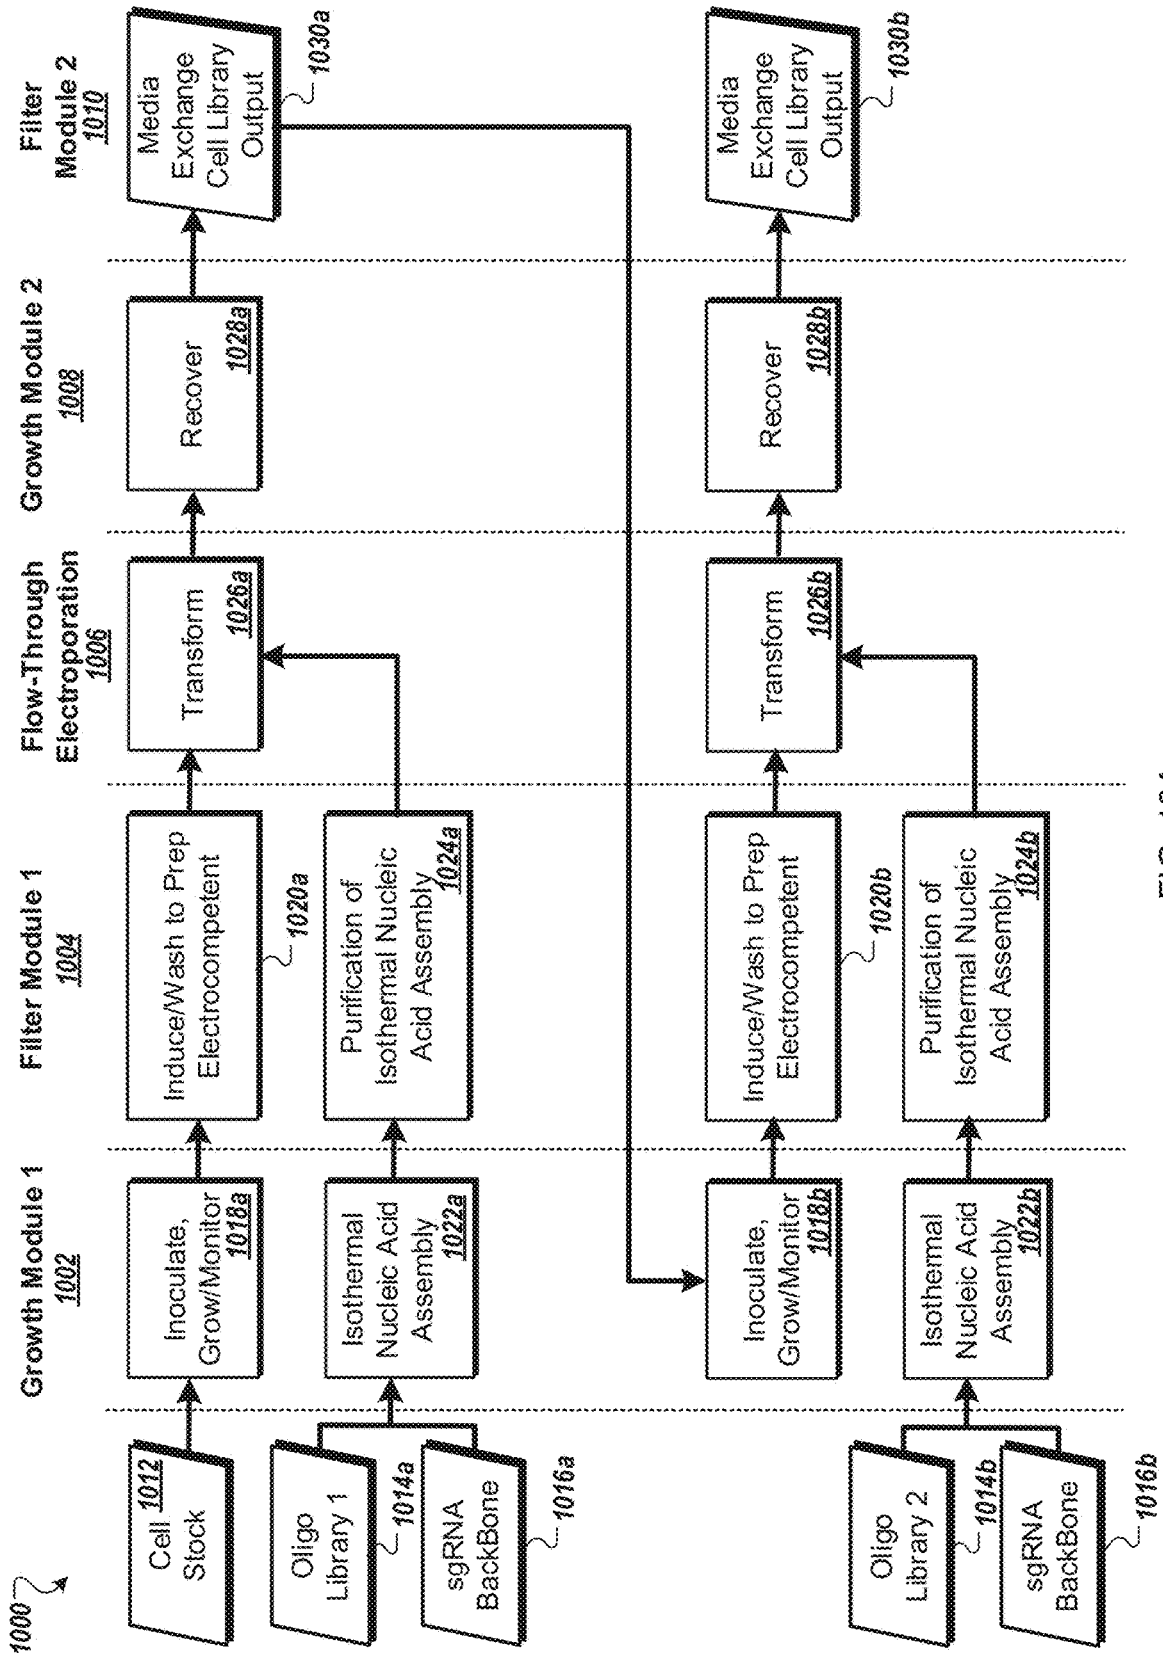 1000
Growth Module 1
1002
Filter Module 1
1004
Flow-Through
Electroporation
1006
Growth Module 2
1008
Filter
Module 2
1010
Cell
Stock
1012
Inoculate,
Grow/Monitor
1018a
Induce/Wash to Prep
Electrocompetent
1020a
Transform
1026a
Recover
1028a
Media
Exchange
Cell Library
Output
1030a
Oligo
Library 1
1014a
sgRNA
BackBone
1016a
Isothermal
Nucleic Acid
Assembly
1022a
Purification of
Isothermal Nucleic
Acid Assembly
1024a
Inoculate,
Grow/Monitor
1018b
Induce/Wash to Prep
Electrocompetent
1020b
Transform
1026b
Recover
1028b
Media
Exchange
Cell Library
Output
1030b
Oligo
Library 2
1014b
sgRNA
BackBone
1016b
Isothermal
Nucleic Acid
Assembly
1022b
Purification of
Isothermal Nucleic
Acid Assembly
1024b